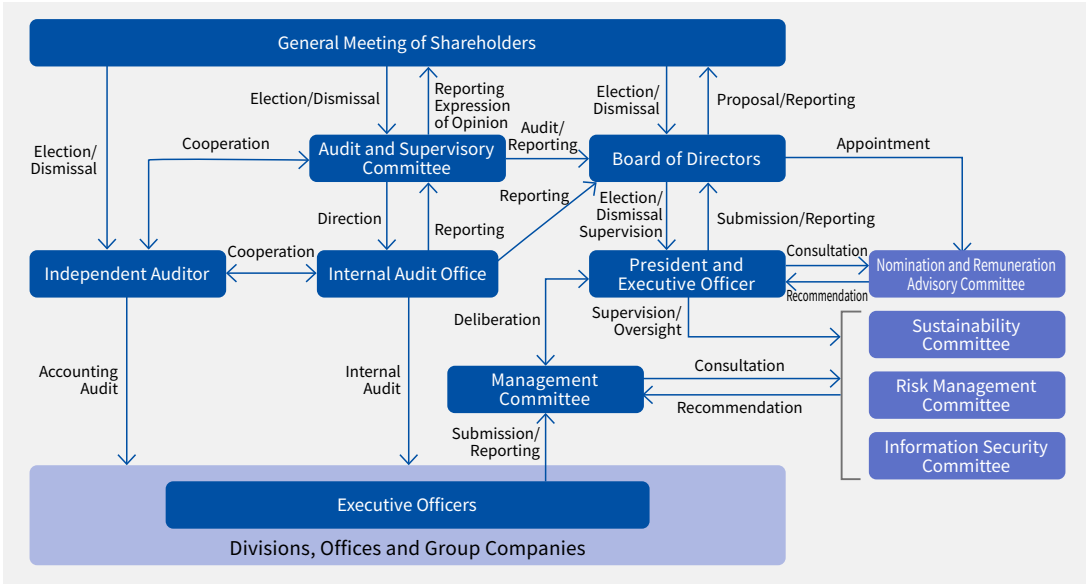 General Meeting of Shareholders
Election/Dismissal
Reporting
Expression
of Opinion
Election/
Dismissal
Proposal/Reporting
Election/
Dismissal
Cooperation
Audit and Supervisory
Committee
Audit/
Reporting
Board of Directors
Appointment
Direction
Reporting
Reporting
Election/
Dismissal
Supervision
Submission/Reporting
Independent Auditor
Cooperation
Internal Audit Office
President and
Executive Officer
Consultation
Recommendation
Nomination and Remuneration
Advisory Committee
Deliberation
Supervision/
Oversight
Sustainability
Committee
Accounting
Audit
Internal
Audit
Management
Committee
Consultation
Recommendation
Risk Management
Committee
Submission/
Reporting
Information Security
Committee
Executive Officers
Divisions, Offices and Group Companies